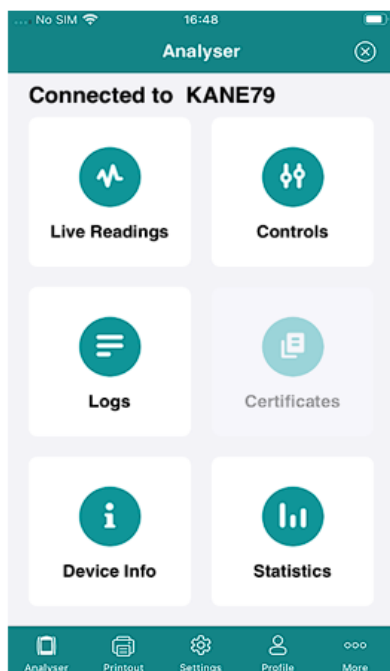 .... No SIM 16:48
Analyser
Connected to KANE79
Live Readings Controls
Logs Certificates
Device Info Statistics
Analyser Printout Settings Profile More